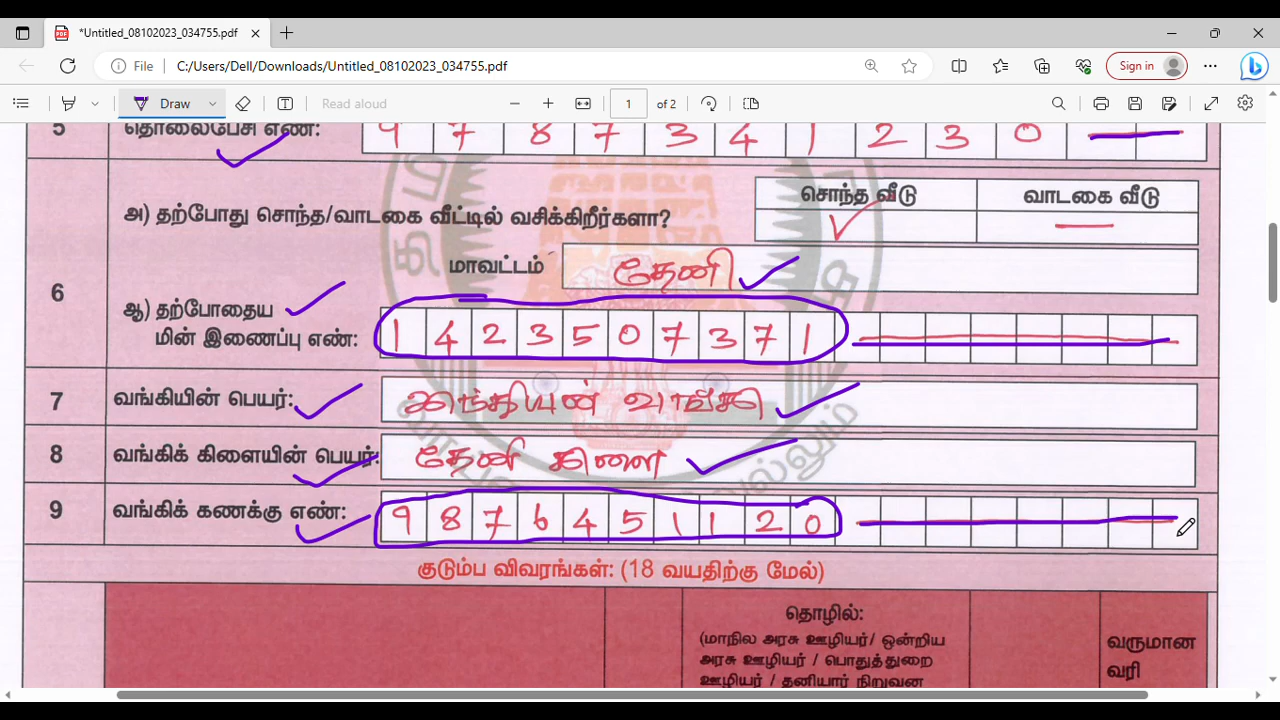 *Untitled_08102023_034755.pdf
File C:/Users/Dell/Downloads/Untitled_08102023_034755.pdf Sign in
Draw Read aloud 1 of 2
5 தொலைபேசி எண்: 9 7 8 7 3 4 1 2 3 0
சொந்த வீடு வாடகை வீடு
அ) தற்போது சொந்த/வாடகை வீட்டில் வசிக்கிறீர்களா?
மாவட்டம் தேனி
6
ஆ) தற்போதைய
மின் இணைப்பு எண்: 1 4 2 3 5 0 7 3 7 1
7 வங்கியின் பெயர்: இந்தியன் வங்கி
8 வங்கிக் கிளையின் பெயர்: தேனி கிளை
9 வங்கிக் கணக்கு எண்: 9 8 7 6 4 5 1 1 2 0
குடும்ப விவரங்கள்: (18 வயதிற்கு மேல்)
தொழில்:
(மாநில அரசு ஊழியர்/ ஒன்றிய
அரசு ஊழியர் / பொதுத்துறை
ஊழியர் / தனியார் நிறுவன
வருமான
வரி